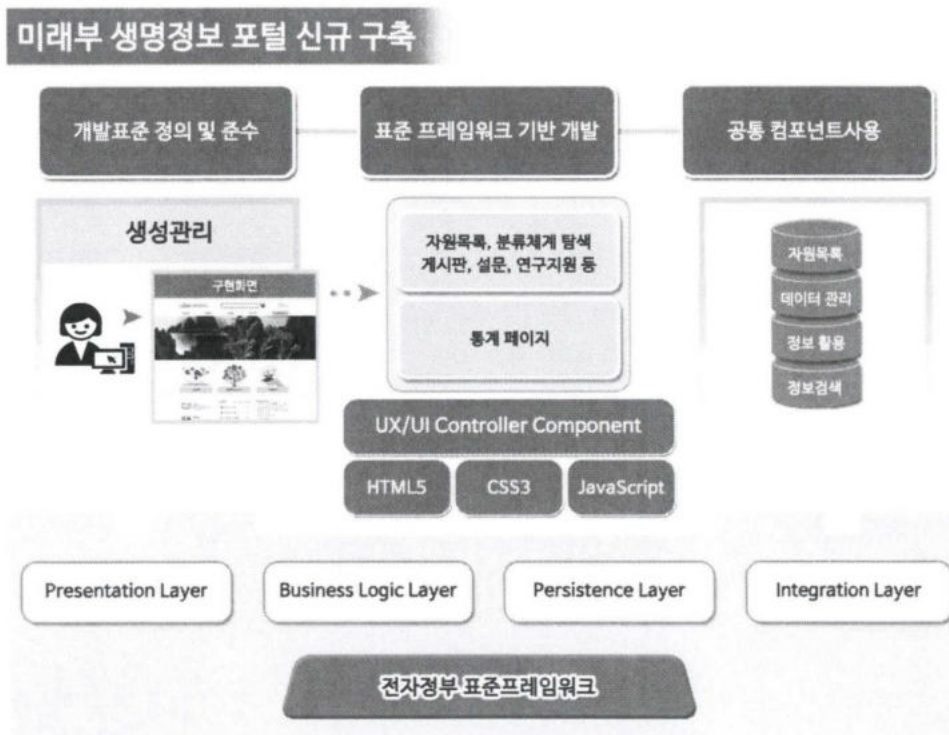 미래부 생명정보 포털 신규 구축
개발표준 정의 및 준수
표준 프레임워크 기반 개발
공통 컴포넌트사용
생성관리
구현화면
자원목록, 분류체계 탐색
게시판, 설문, 연구지원 등
통계 페이지
자원목록
데이터 관리
정보 활용
정보검색
UX/UI Controller Component
HTML5
CSS3
JavaScript
Presentation Layer
Business Logic Layer
Persistence Layer
Integration Layer
전자정부 표준프레임워크